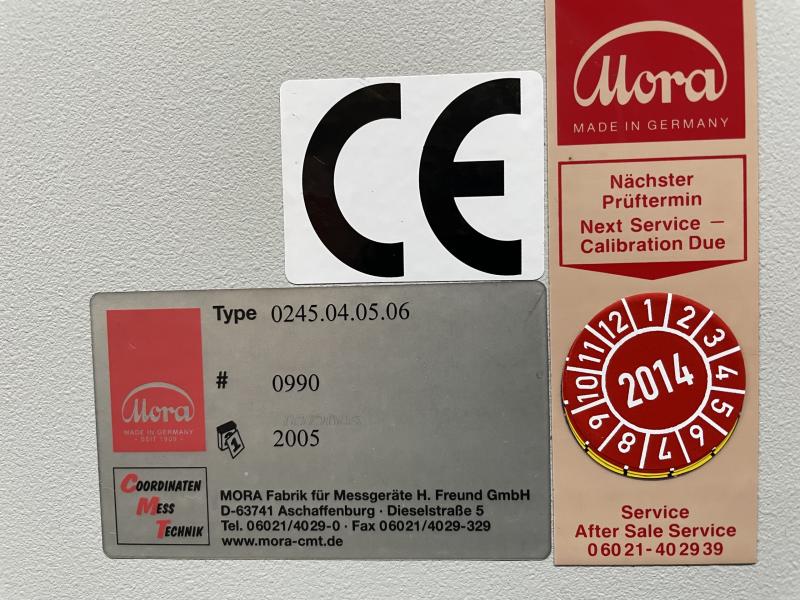 Mora
MADE IN GERMANY
Nächster
Prüftermin
Next Service –
Calibration Due
1 2 3 4 5 6 7 8 9 10 11 12
2014
Service
After Sale Service
06021-402939
CE
Mora
MADE IN GERMANY
- SEIT 1909 -
COORDINATEN
MESS
TECHNIK
Type 0245.04.05.06
# 0990
1 2005
MORA Fabrik für Messgeräte H. Freund GmbH
D-63741 Aschaffenburg · Dieselstraße 5
Tel. 06021/4029-0 · Fax 06021/4029-329
www.mora-cmt.de